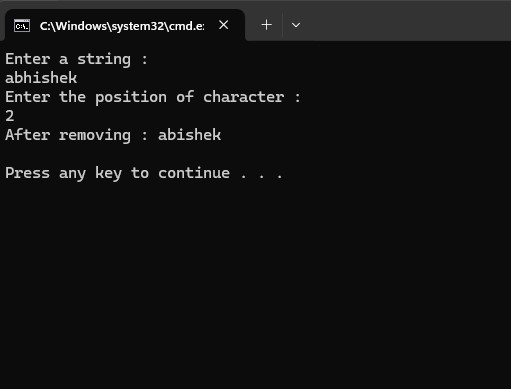 C:\Windows\system32\cmd.e:
Enter a string :
abhishek
Enter the position of character :
2
After removing : abishek
Press any key to continue . . .